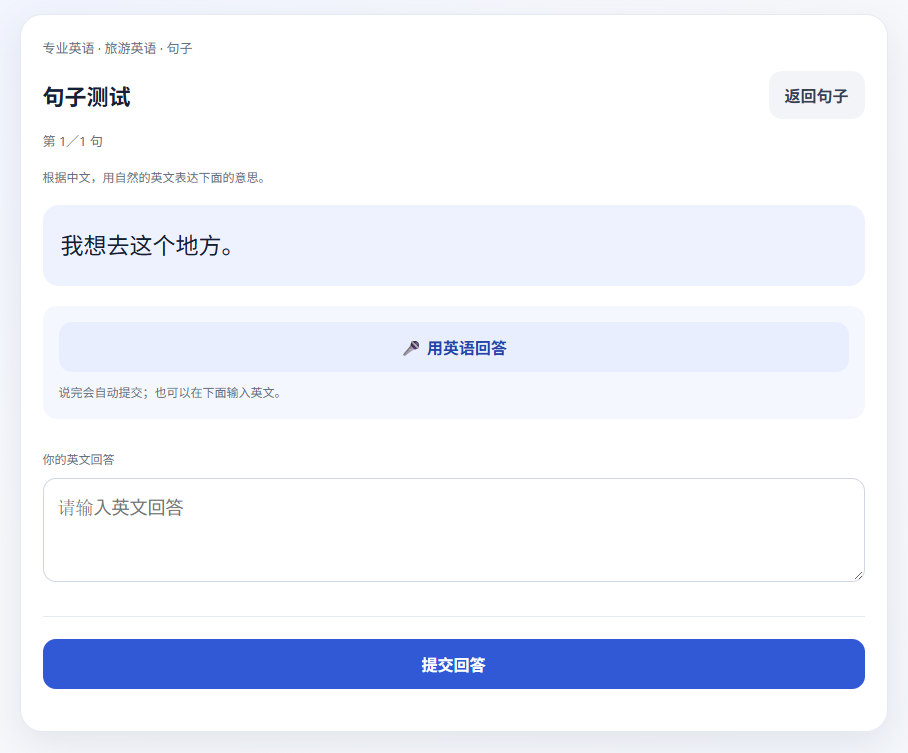 专业英语 · 旅游英语 · 句子
句子测试
返回句子
第 1／1 句
根据中文，用自然的英文表达下面的意思。
我想去这个地方。
用英语回答
说完会自动提交；也可以在下面输入英文。
你的英文回答
请输入英文回答
提交回答